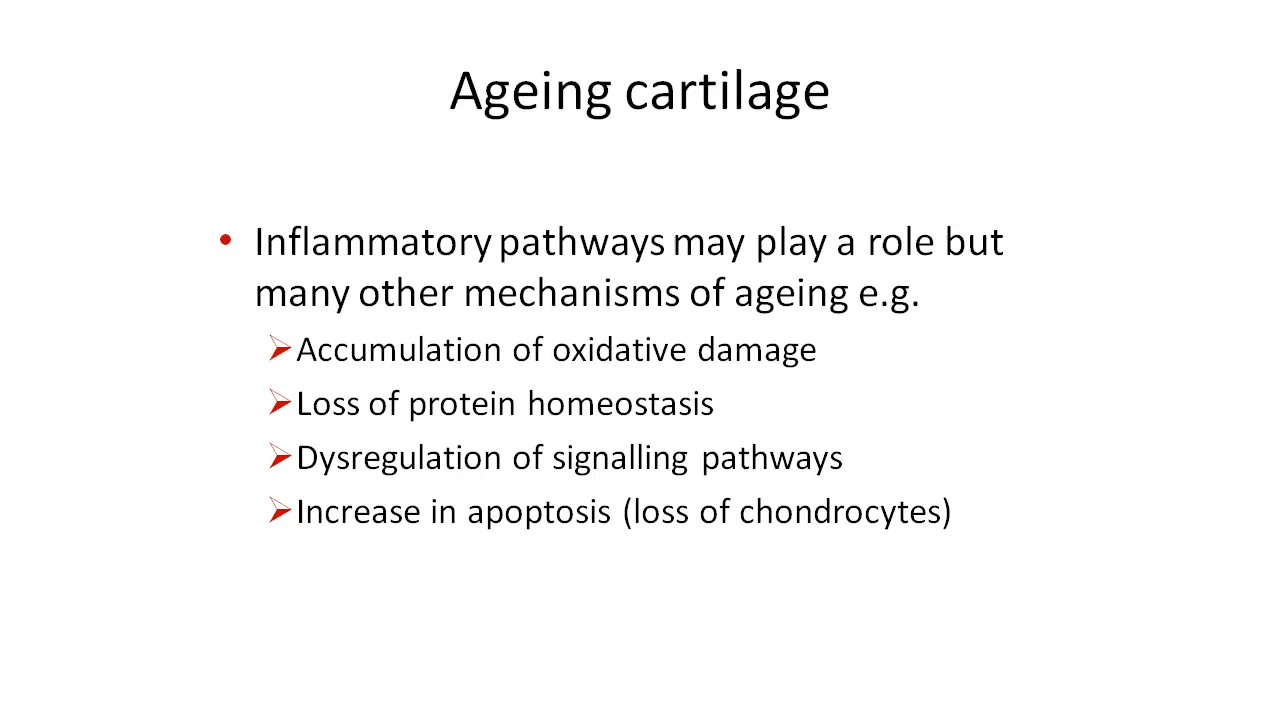 Ageing cartilage
• Inflammatory pathways may play a role but
many other mechanisms of ageing e.g.
➢Accumulation of oxidative damage
➢Loss of protein homeostasis
➢Dysregulation of signalling pathways
➢Increase in apoptosis (loss of chondrocytes)